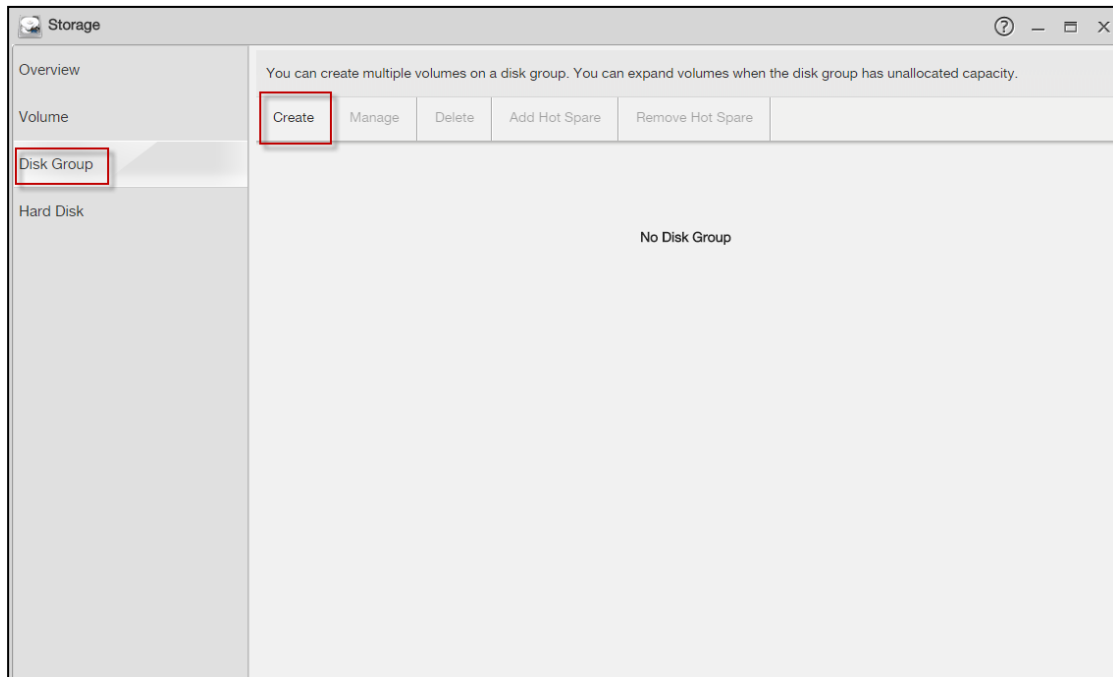 Storage
Overview
Volume
Disk Group
Hard Disk
You can create multiple volumes on a disk group. You can expand volumes when the disk group has unallocated capacity.
Create Manage Delete Add Hot Spare Remove Hot Spare
No Disk Group